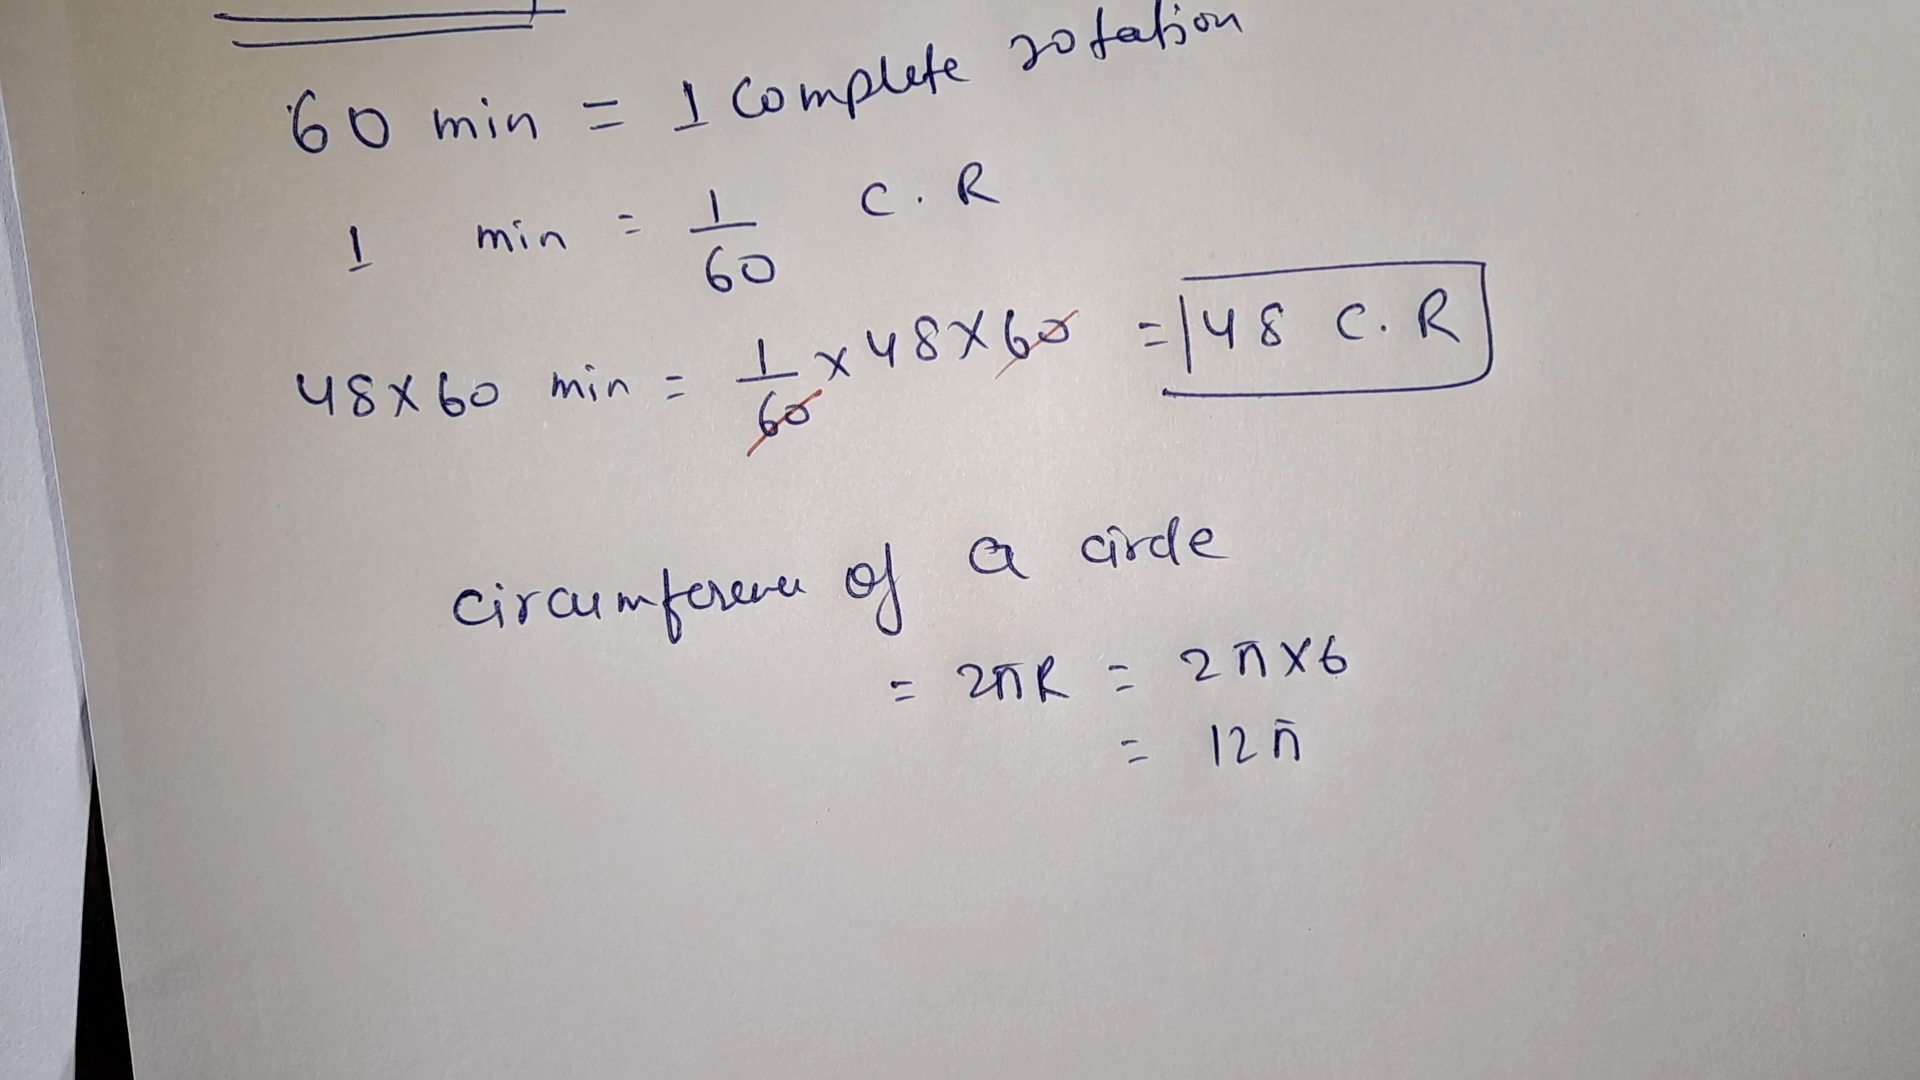 60 min = 1 complete rotation
1 min = 1/60 C.R
48×60 min = 1/60 × 48×60 = 48 C.R
circumference of a circle
= 2πR = 2π×6
= 12π